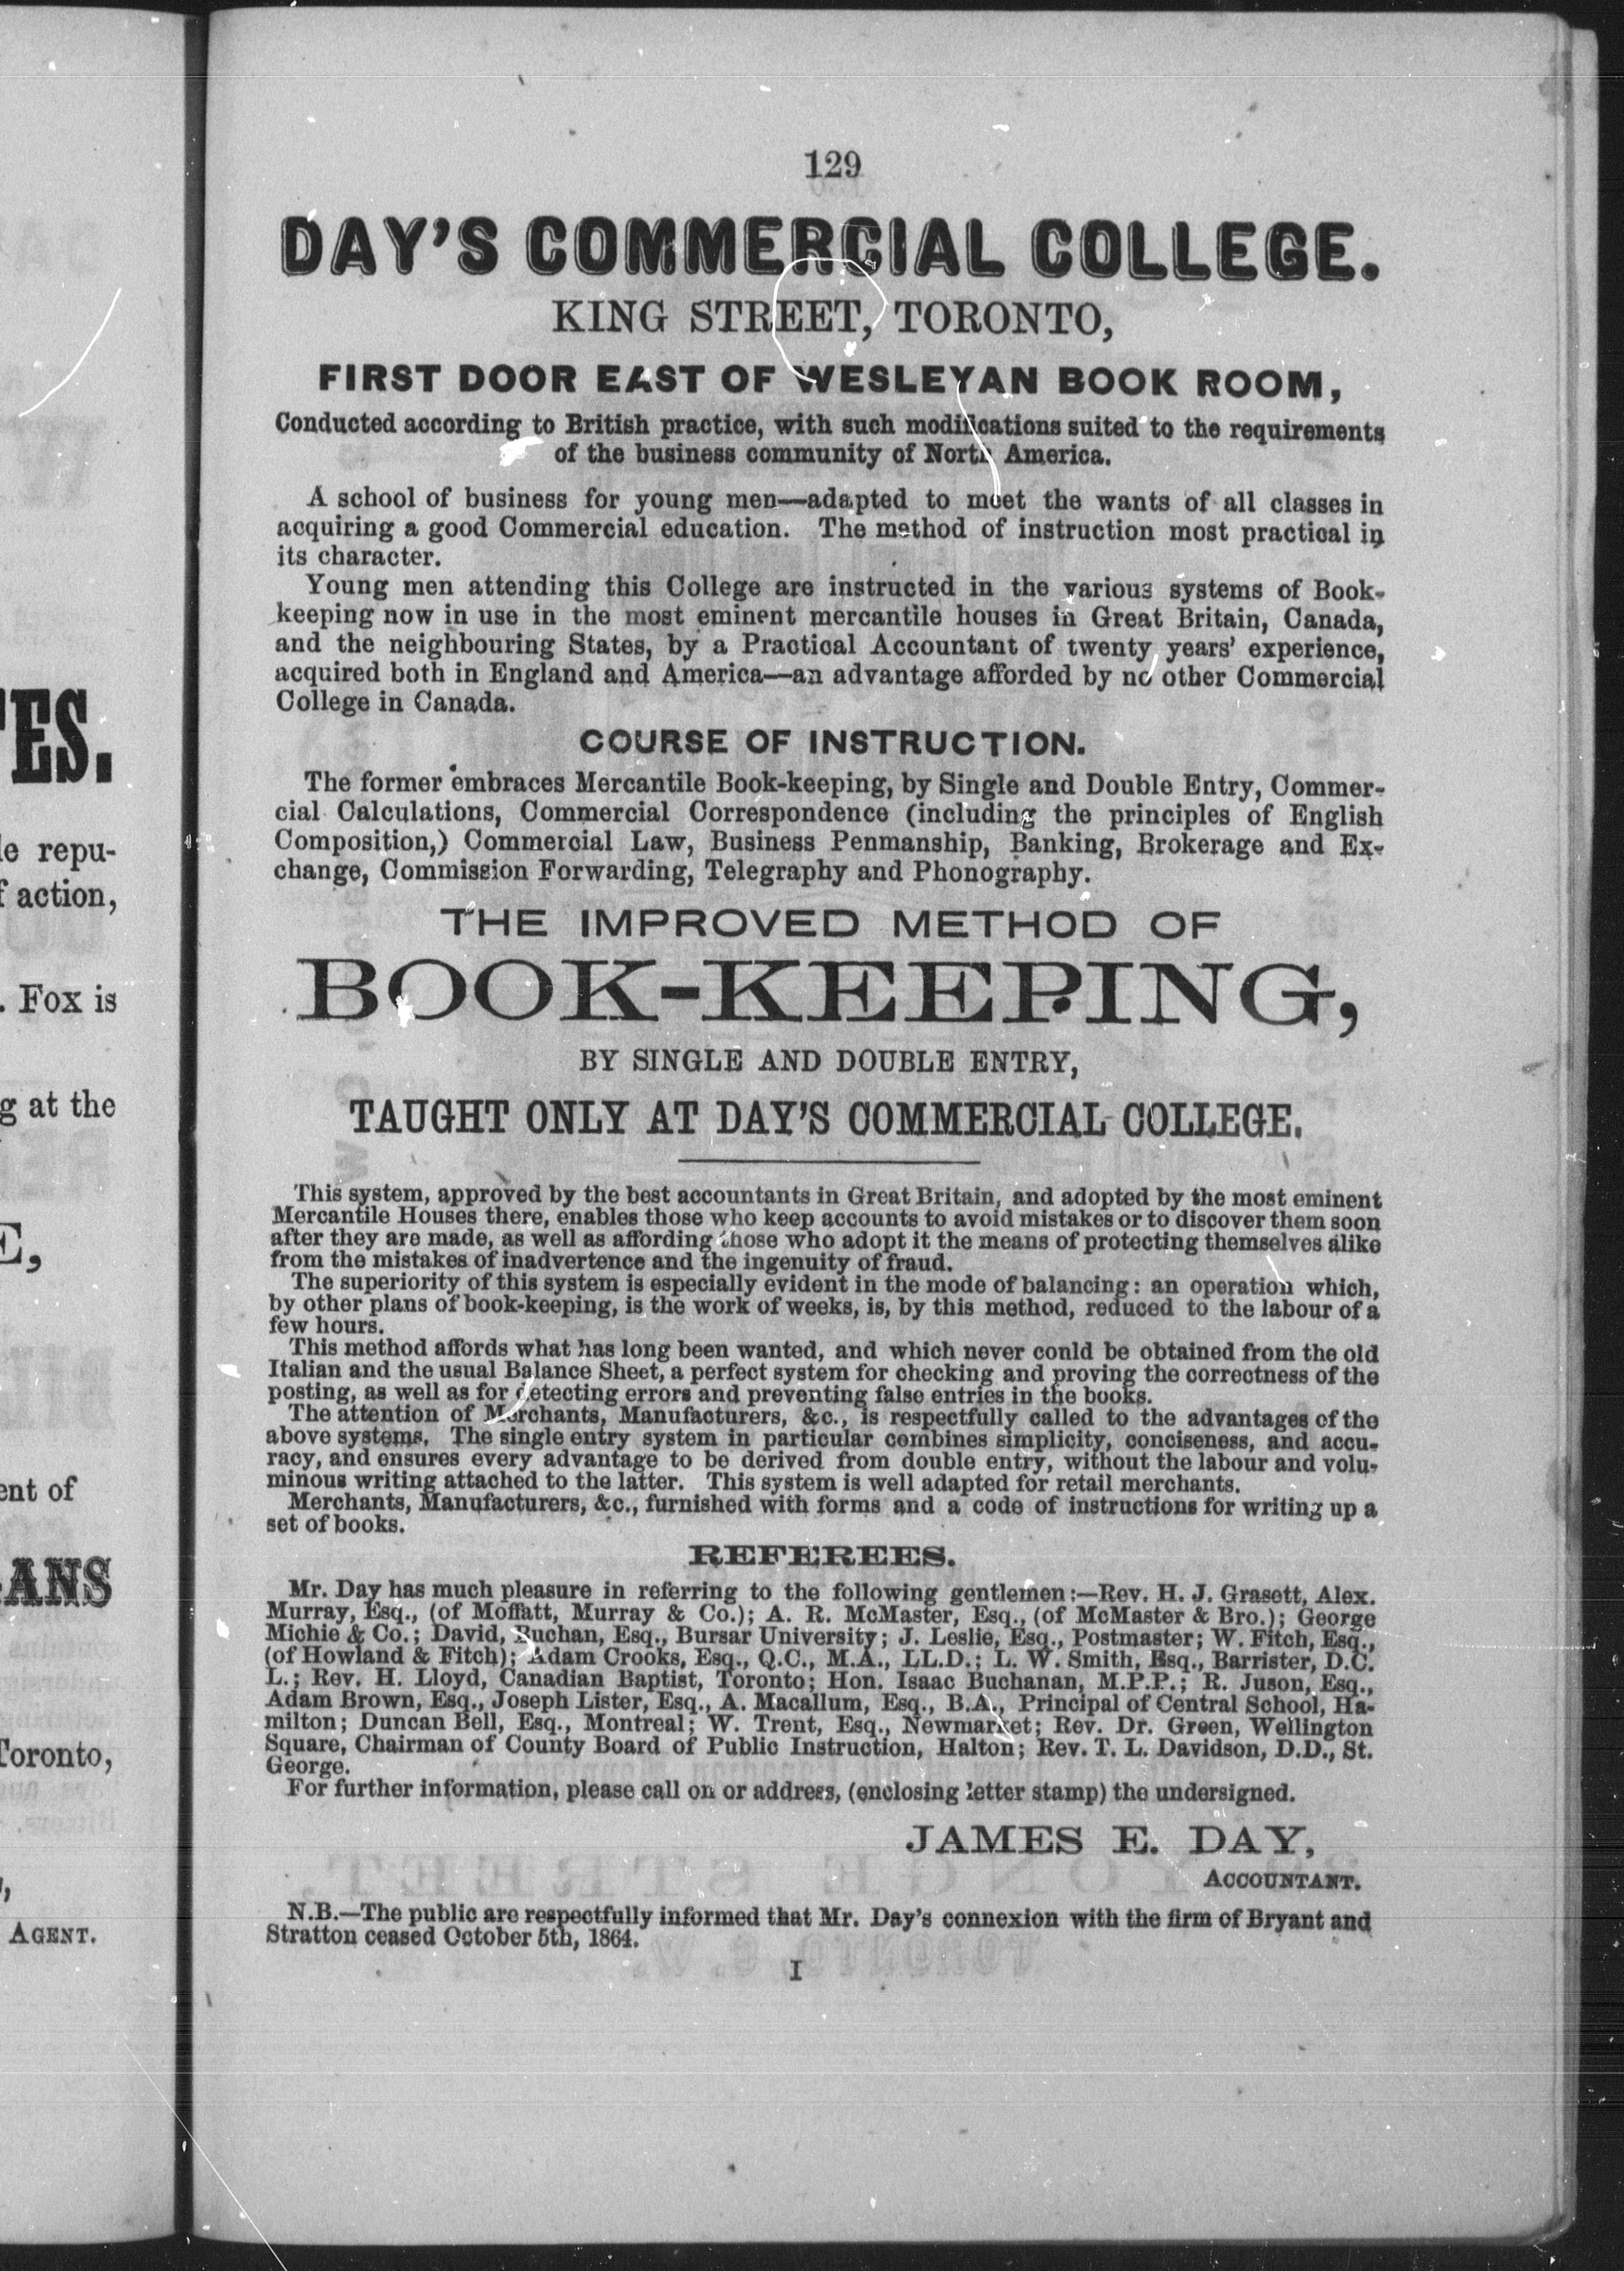 129
DAY'S COMMERCIAL COLLEGE.
KING STREET, TORONTO,
FIRST DOOR EAST OF WESLEYAN BOOK ROOM,
Conducted according to British practice, with such modifications suited to the requirements
of the business community of North America.
A school of business for young men—adapted to meet the wants of all classes in
acquiring a good Commercial education. The method of instruction most practical in
its character.
Young men attending this College are instructed in the various systems of Book-
keeping now in use in the most eminent mercantile houses in Great Britain, Canada,
and the neighbouring States, by a Practical Accountant of twenty years' experience,
acquired both in England and America—an advantage afforded by no other Commercial
College in Canada.
COURSE OF INSTRUCTION.
The former embraces Mercantile Book-keeping, by Single and Double Entry, Commer-
cial Calculations, Commercial Correspondence (including the principles of English
Composition,) Commercial Law, Business Penmanship, Banking, Brokerage and Ex-
change, Commission Forwarding, Telegraphy and Phonography.
THE IMPROVED METHOD OF
BOOK-KEEPING,
BY SINGLE AND DOUBLE ENTRY,
TAUGHT ONLY AT DAY'S COMMERCIAL COLLEGE.
This system, approved by the best accountants in Great Britain, and adopted by the most eminent
Mercantile Houses there, enables those who keep accounts to avoid mistakes or to discover them soon
after they are made, as well as affording those who adopt it the means of protecting themselves alike
from the mistakes of inadvertence and the ingenuity of fraud.
The superiority of this system is especially evident in the mode of balancing: an operation which,
by other plans of book-keeping, is the work of weeks, is, by this method, reduced to the labour of a
few hours.
This method affords what has long been wanted, and which never could be obtained from the old
Italian and the usual Balance Sheet, a perfect system for checking and proving the correctness of the
posting, as well as for detecting errors and preventing false entries in the books.
The attention of Merchants, Manufacturers, &c., is respectfully called to the advantages of the
above systems. The single entry system in particular combines simplicity, conciseness, and accu-
racy, and ensures every advantage to be derived from double entry, without the labour and volu-
minous writing attached to the latter. This system is well adapted for retail merchants.
Merchants, Manufacturers, &c., furnished with forms and a code of instructions for writing up a
set of books.
REFEREES.
Mr. Day has much pleasure in referring to the following gentlemen:—Rev. H. J. Grasett, Alex.
Murray, Esq., (of Moffatt, Murray & Co.); A. R. McMaster, Esq., (of McMaster & Bro.); George
Michie & Co.; David, Buchan, Esq., Bursar University; J. Leslie, Esq., Postmaster; W. Fitch, Esq.,
(of Howland & Fitch); Adam Crooks, Esq., Q.C., M.A., LL.D.; L. W. Smith, Esq., Barrister, D.C.
L.; Rev. H. Lloyd, Canadian Baptist, Toronto; Hon. Isaac Buchanan, M.P.P.; R. Juson, Esq.,
Adam Brown, Esq., Joseph Lister, Esq., A. Macallum, Esq., B.A., Principal of Central School, Ha-
milton; Duncan Bell, Esq., Montreal; W. Trent, Esq., Newmarket; Rev. Dr. Green, Wellington
Square, Chairman of County Board of Public Instruction, Halton; Rev. T. L. Davidson, D.D., St.
George.
For further information, please call on or address, (enclosing letter stamp) the undersigned.
JAMES E. DAY,
ACCOUNTANT.
N.B.—The public are respectfully informed that Mr. Day's connexion with the firm of Bryant and
Stratton ceased October 5th, 1864.
I
ES.
repu-
action,
Fox is
at the
E,
ent of
ANS
Toronto,
AGENT.